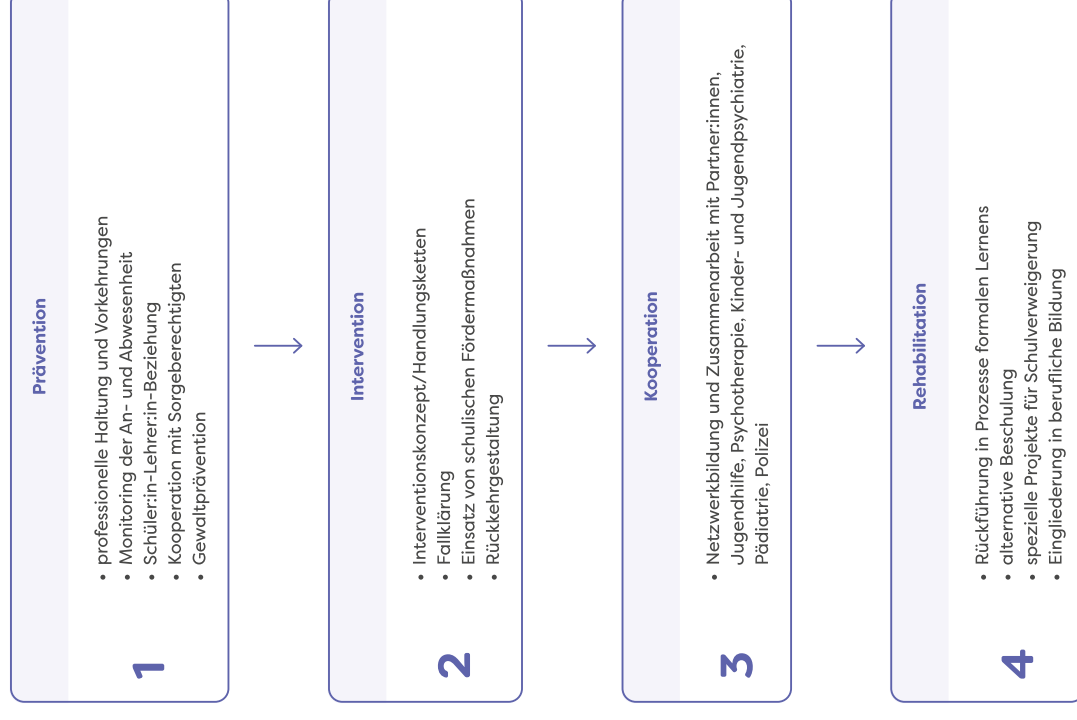 Prävention
1
• professionelle Haltung und Vorkehrungen
• Monitoring der An- und Abwesenheit
• Schüler:in-Lehrer:in-Beziehung
• Kooperation mit Sorgeberechtigten
• Gewaltprävention
Intervention
2
• Interventionskonzept/Handlungsketten
• Fallklärung
• Einsatz von schulischen Fördermaßnahmen
• Rückkehrgestaltung
Kooperation
3
• Netzwerkbildung und Zusammenarbeit mit Partner:innen,
Jugendhilfe, Psychotherapie, Kinder- und Jugendpsychiatrie,
Pädiatrie, Polizei
Rehabilitation
4
• Rückführung in Prozesse formalen Lernens
• alternative Beschulung
• spezielle Projekte für Schulverweigerung
• Eingliederung in berufliche Bildung